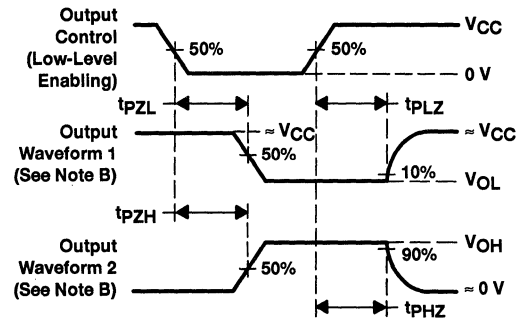 Output
Control
(Low-Level
Enabling)
50%
50%
VCC
0 V
tPZL
tPLZ
Output
Waveform 1
(See Note B)
≈ VCC
50%
≈ VCC
10%
VOL
tPZH
Output
Waveform 2
(See Note B)
50%
VOH
90%
≈ 0 V
tPHZ